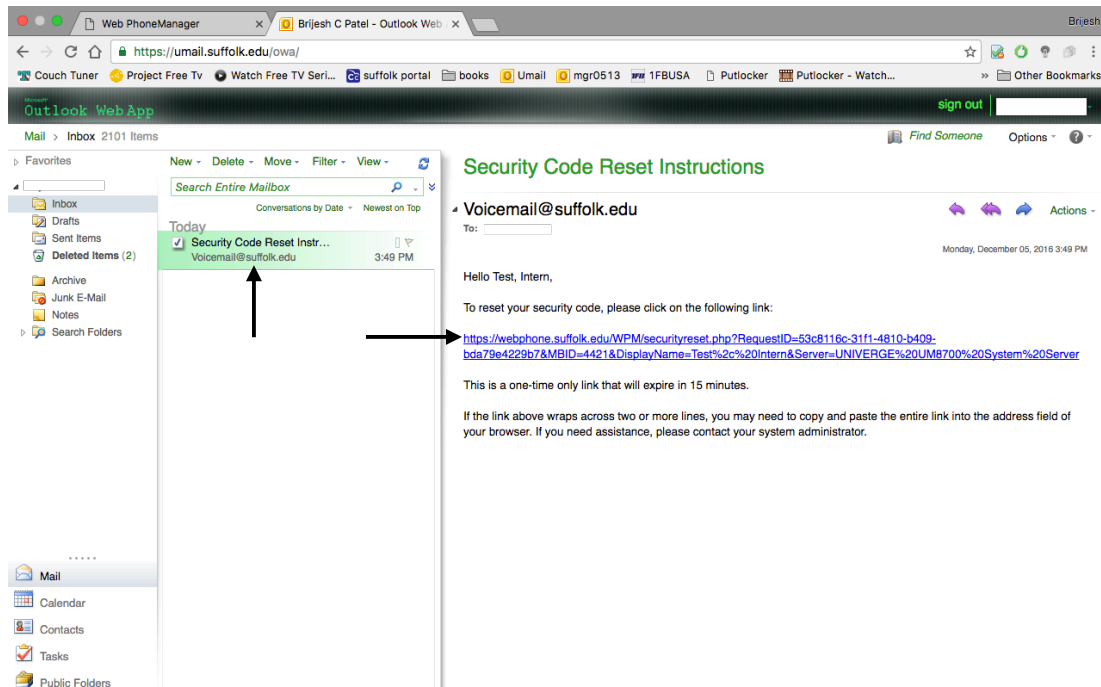 Web PhoneManager
Brijesh C Patel - Outlook Web
Brijesh
https://umail.suffolk.edu/owa/
Couch Tuner Project Free Tv Watch Free TV Seri... suffolk portal books Umail mgr0513 1FBUSA Putlocker Putlocker - Watch... » Other Bookmarks
Microsoft
Outlook Web App
sign out
Mail > Inbox 2101 Items
Find Someone Options
Favorites
Inbox
Drafts
Sent Items
Deleted Items (2)
Archive
Junk E-Mail
Notes
Search Folders
Mail
Calendar
Contacts
Tasks
Public Folders
New Delete Move Filter View
Search Entire Mailbox
Conversations by Date Newest on Top
Today
Security Code Reset Instr...
Voicemail@suffolk.edu 3:49 PM
Security Code Reset Instructions
Voicemail@suffolk.edu
Actions
To:
Monday, December 05, 2016 3:49 PM
Hello Test, Intern,
To reset your security code, please click on the following link:
https://webphone.suffolk.edu/WPM/securityreset.php?RequestID=53c8116c-31f1-4810-b409-
bda79e4229b7&MBID=4421&DisplayName=Test%2c%20Intern&Server=UNIVERGE%20UM8700%20System%20Server
This is a one-time only link that will expire in 15 minutes.
If the link above wraps across two or more lines, you may need to copy and paste the entire link into the address field of
your browser. If you need assistance, please contact your system administrator.